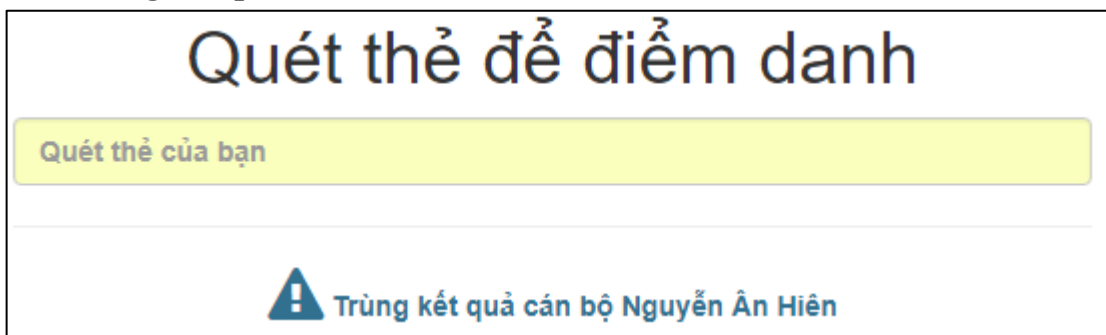 Quét thẻ để điểm danh
Quét thẻ của bạn
Trùng kết quả cán bộ Nguyễn Ân Hiên